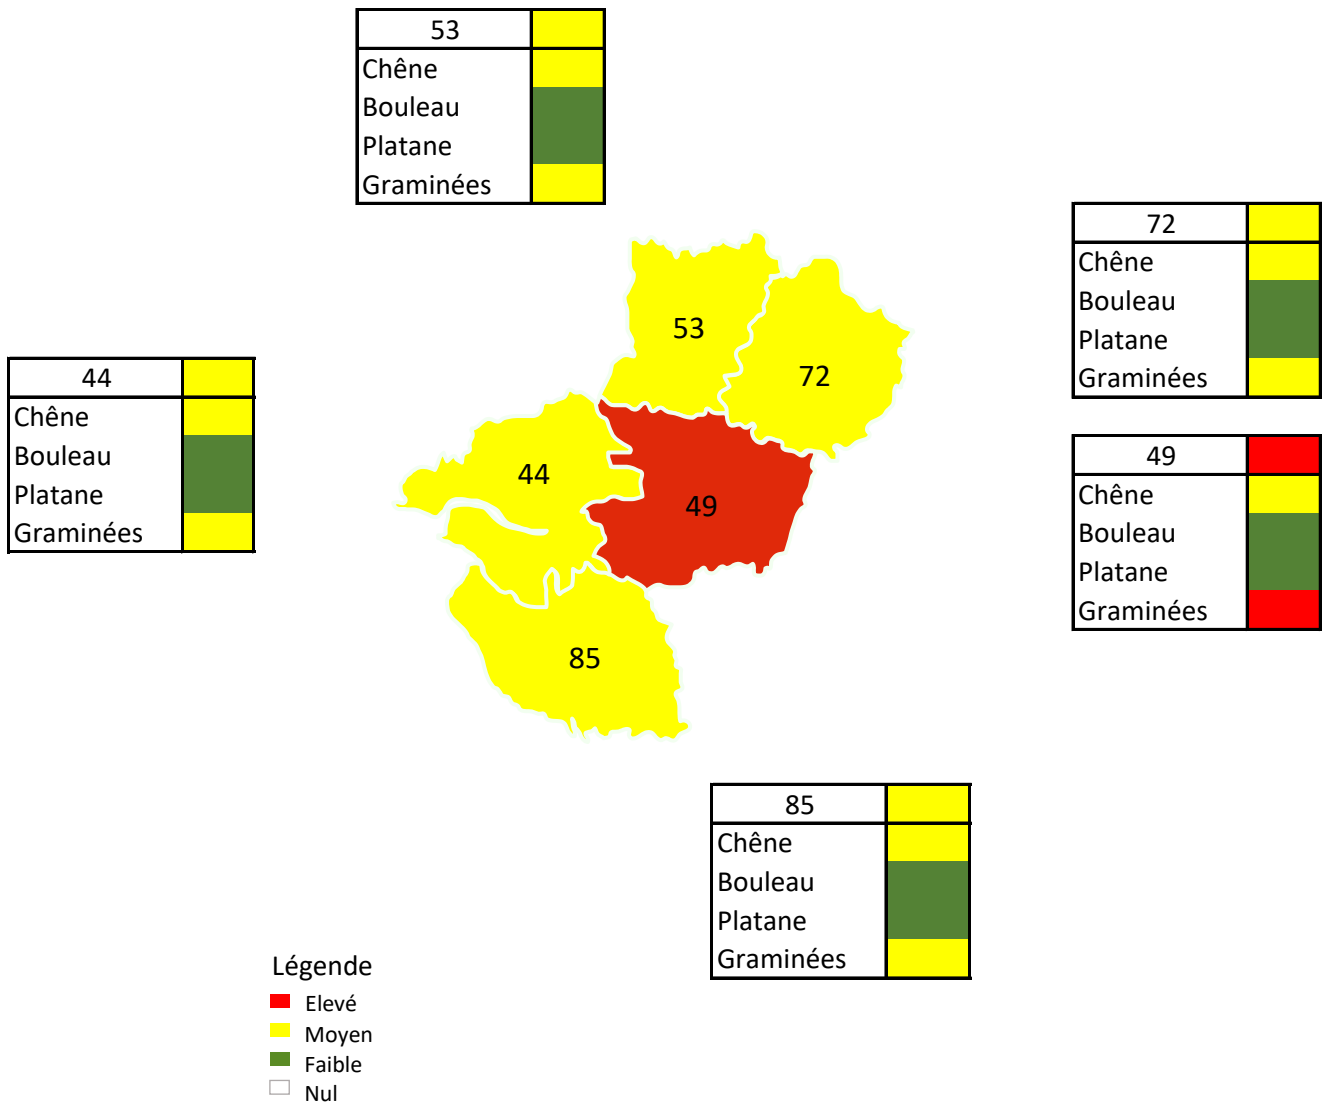 53
Chêne
Bouleau
Platane
Graminées
72
Chêne
Bouleau
Platane
Graminées
44
Chêne
Bouleau
Platane
Graminées
49
Chêne
Bouleau
Platane
Graminées
53
72
44
49
85
85
Chêne
Bouleau
Platane
Graminées
Légende
Elevé
Moyen
Faible
Nul